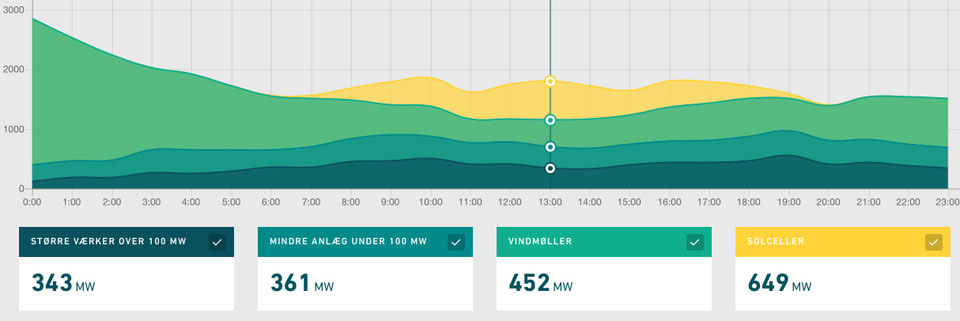 3000
2000
1000
0
0:00 1:00 2:00 3:00 4:00 5:00 6:00 7:00 8:00 9:00 10:00 11:00 12:00 13:00 14:00 15:00 16:00 17:00 18:00 19:00 20:00 21:00 22:00 23:00
STØRRE VÆRKER OVER 100 MW
343 MW
MINDRE ANLÆG UNDER 100 MW
361 MW
VINDMØLLER
452 MW
SOLCELLER
649 MW